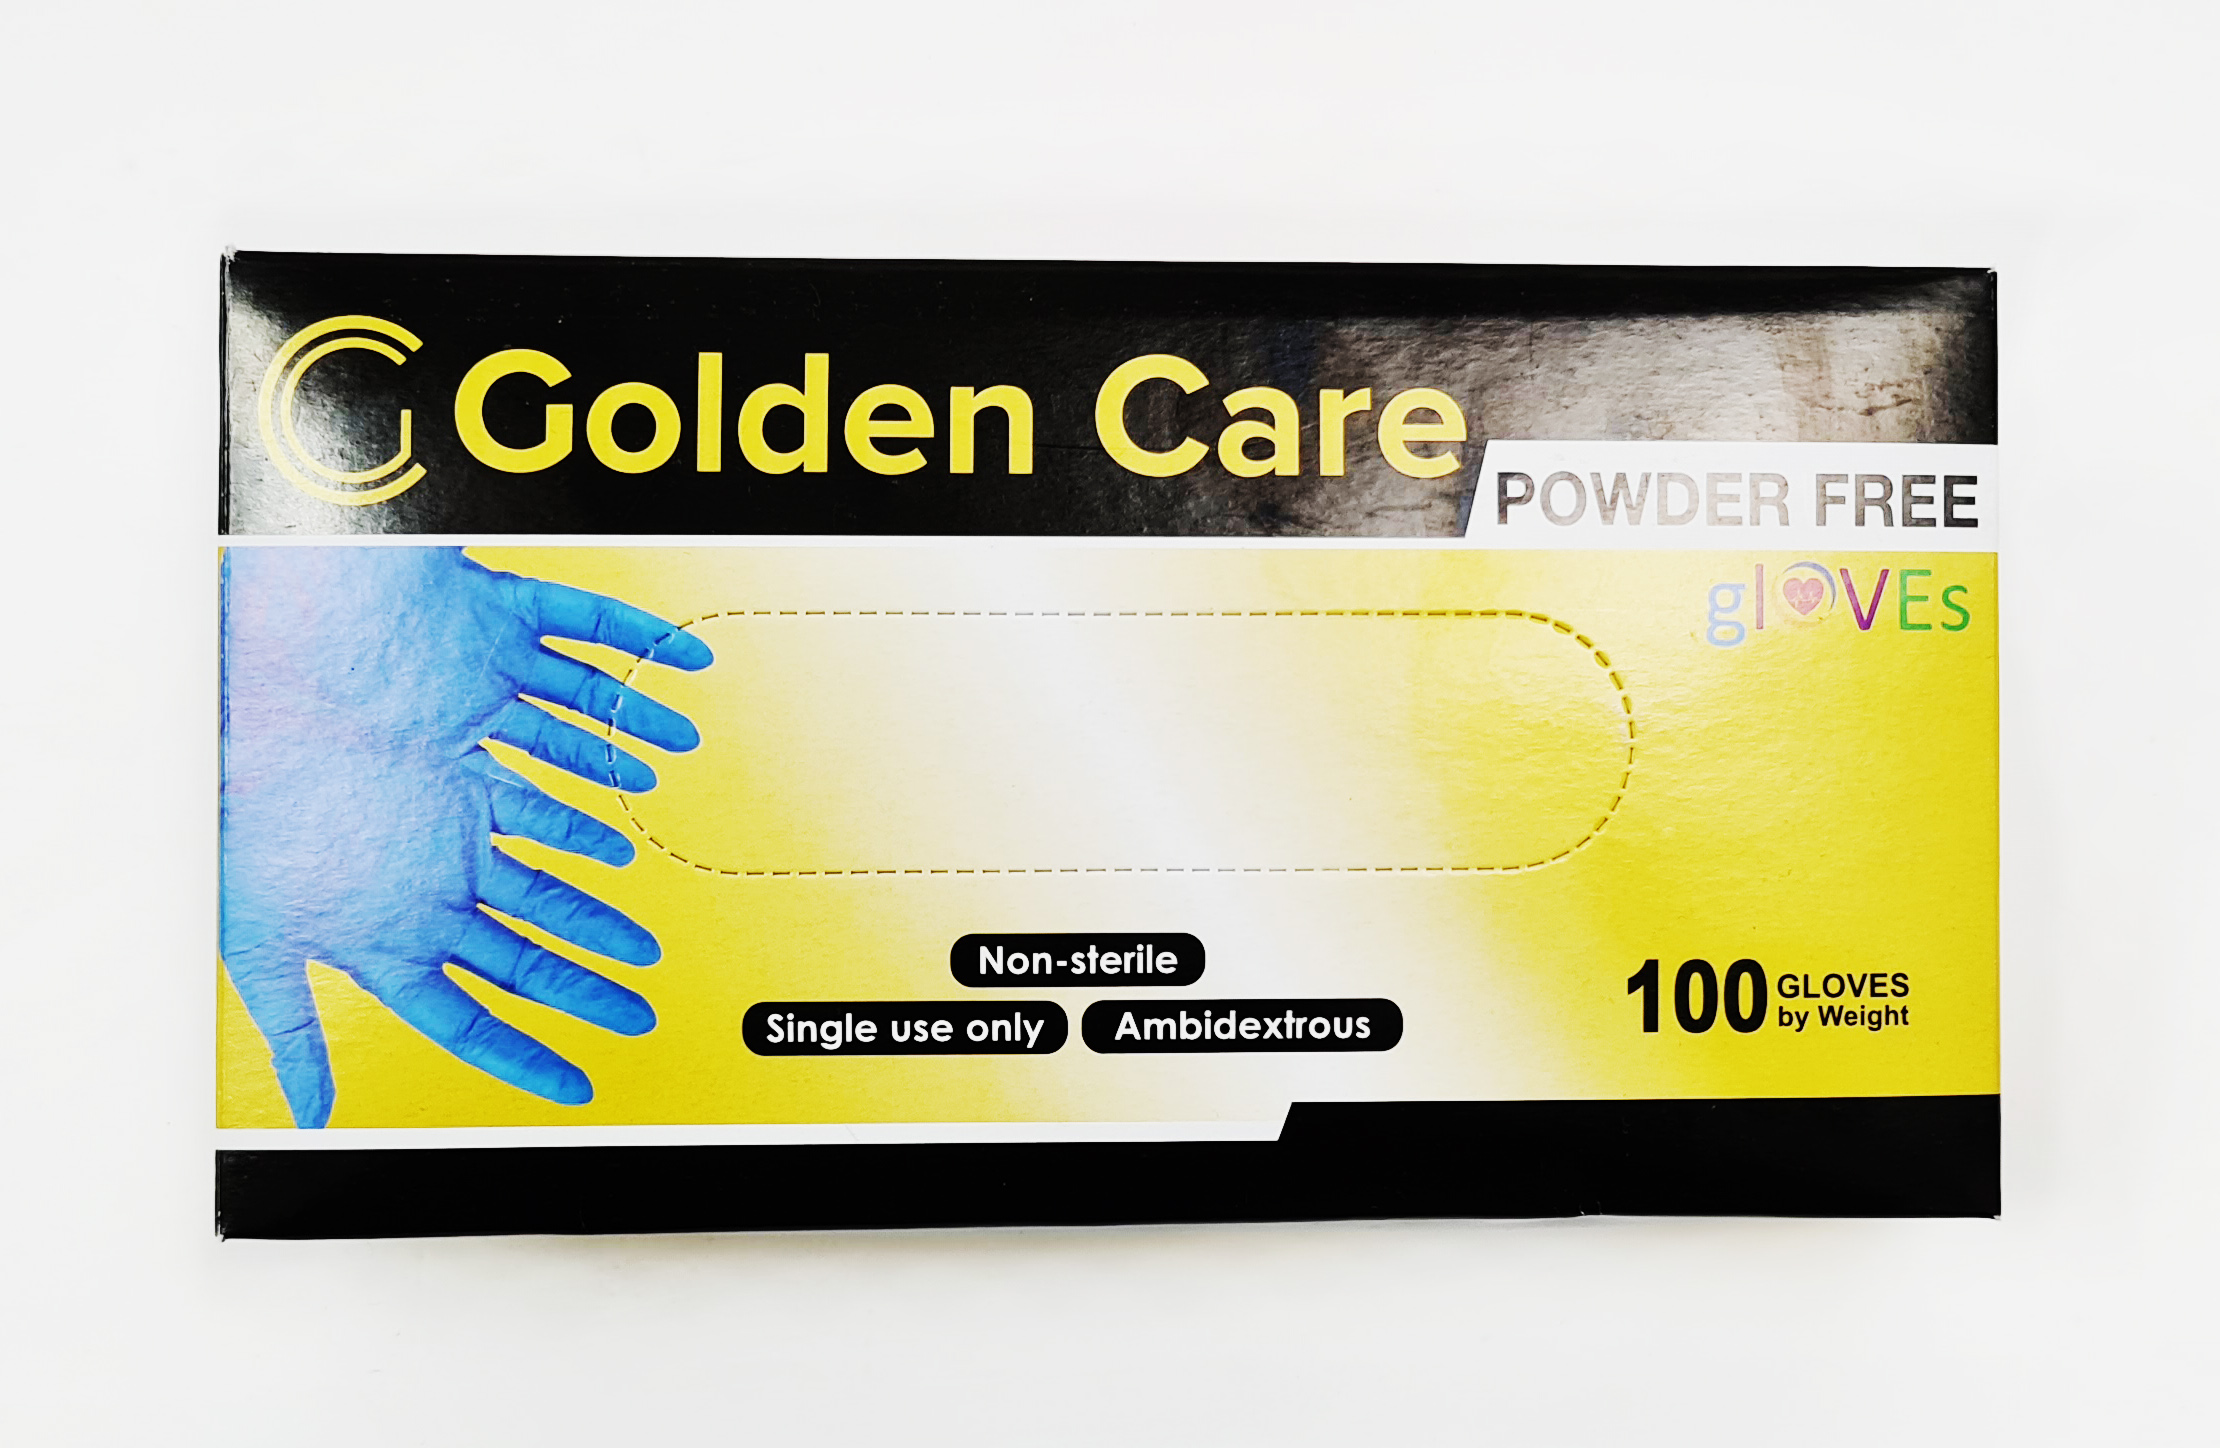 Golden Care
POWDER FREE
glOVEs
Non-sterile
Single use only
Ambidextrous
100 GLOVES
by Weight